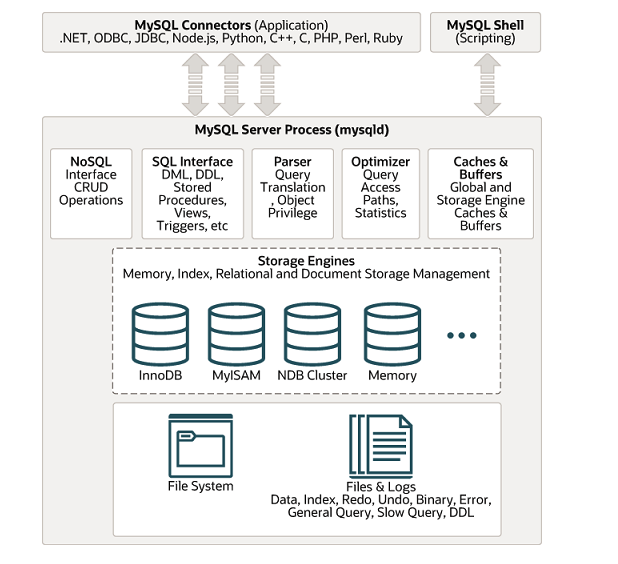 MySQL Connectors (Application)
.NET, ODBC, JDBC, Node.js, Python, C++, C, PHP, Perl, Ruby
MySQL Shell
(Scripting)
MySQL Server Process (mysqld)
NoSQL
Interface
CRUD
Operations
SQL Interface
DML, DDL,
Stored
Procedures,
Views,
Triggers, etc
Parser
Query
Translation
, Object
Privilege
Optimizer
Query
Access
Paths,
Statistics
Caches &
Buffers
Global and
Storage Engine
Caches &
Buffers
Storage Engines
Memory, Index, Relational and Document Storage Management
InnoDB
MyISAM
NDB Cluster
Memory
File System
Files & Logs
Data, Index, Redo, Undo, Binary, Error,
General Query, Slow Query, DDL